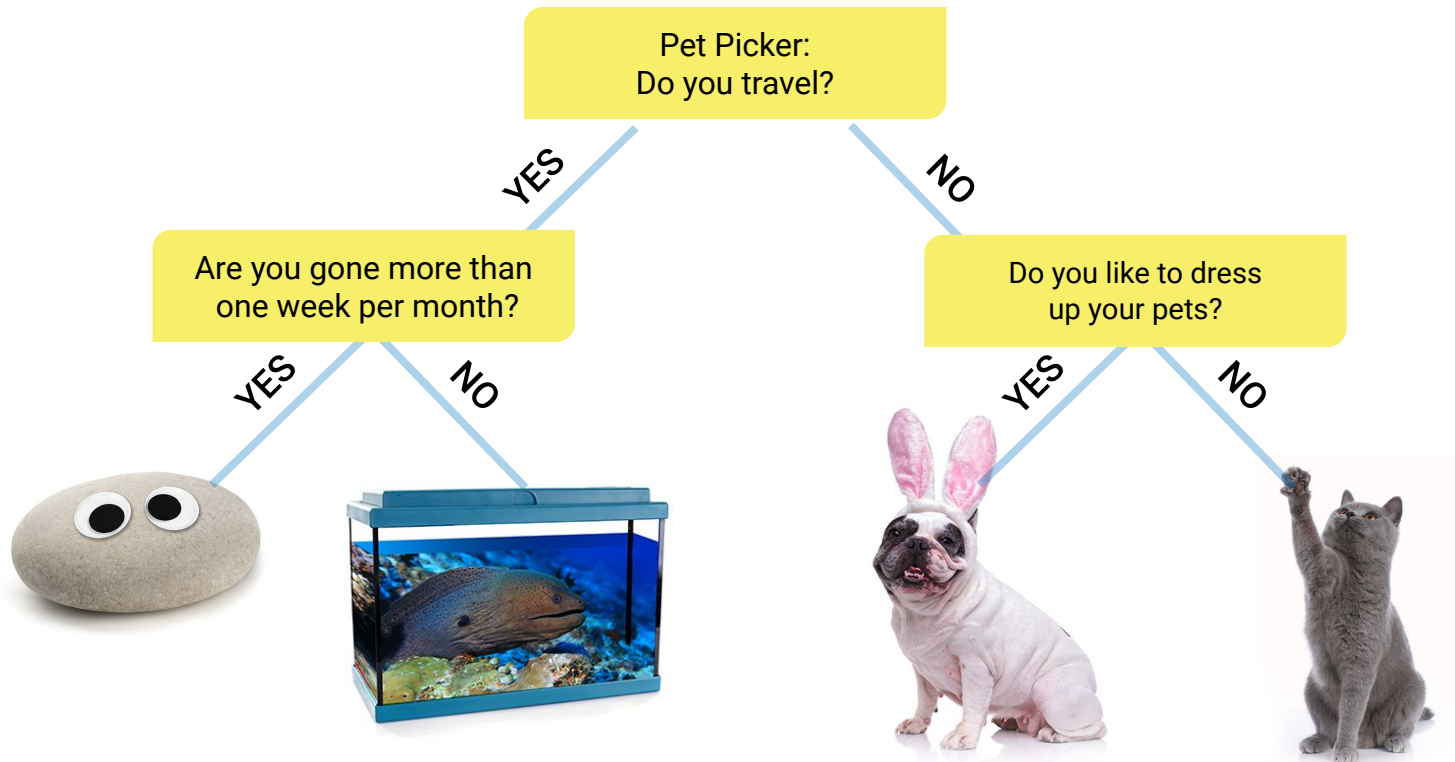 Pet Picker:
Do you travel?
YES
NO
Are you gone more than
one week per month?
Do you like to dress
up your pets?
YES
NO
YES
NO